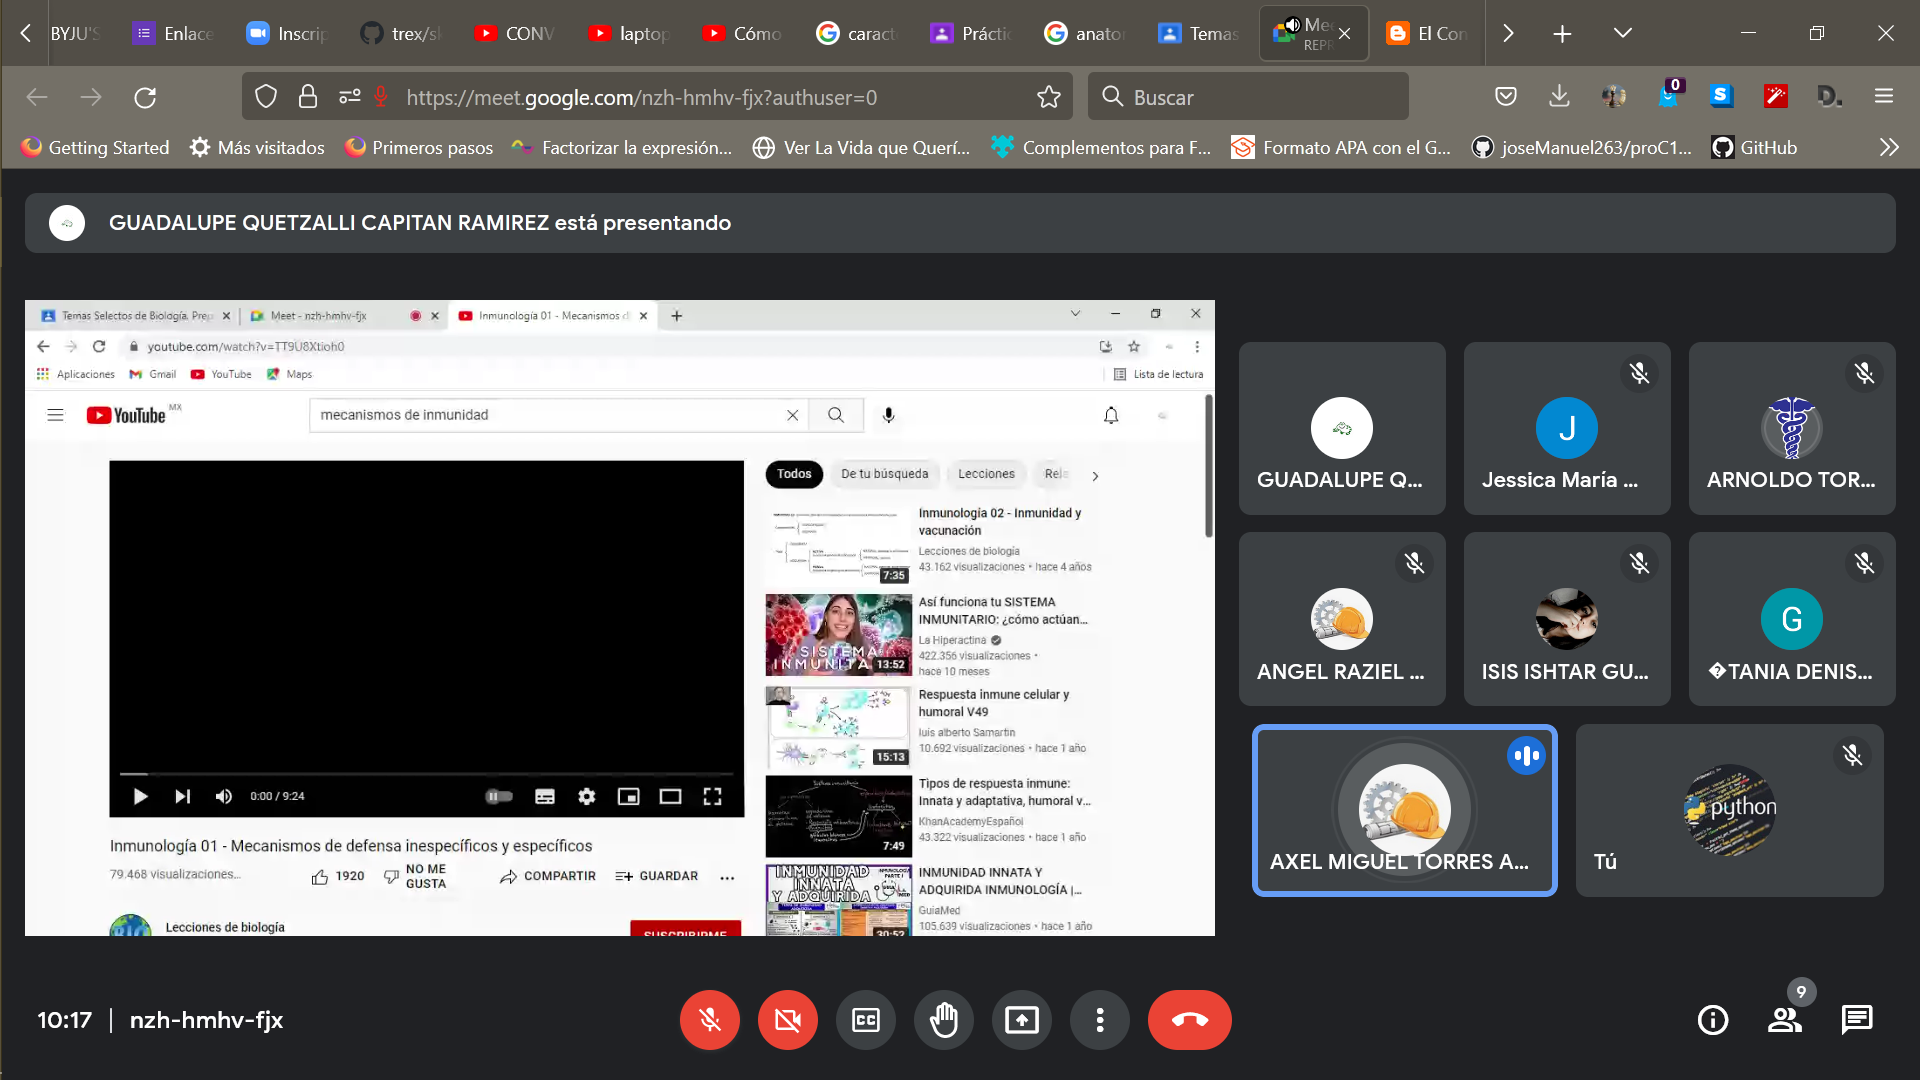 BYJU'S
Enlace
Inscrip
trex/sl
CONV
laptop
Cómo
caract
Práctic
anator
Temas
Mee
REPR
El Con
https://meet.google.com/nzh-hmhv-fjx?authuser=0
Buscar
0
Getting Started
Más visitados
Primeros pasos
Factorizar la expresión...
Ver La Vida que Querí...
Complementos para F...
Formato APA con el G...
joseManuel263/proC1...
GitHub
GUADALUPE QUETZALLI CAPITAN RAMIREZ está presentando
Temas Selectos de Biología. Prep
Meet - nzh-hmhv-fjx
Inmunología 01 - Mecanismos d
youtube.com/watch?v=TT9U8Xtioh0
Aplicaciones
Gmail
YouTube
Maps
Lista de lectura
YouTube MX
mecanismos de inmunidad
0:00 / 9:24
Inmunología 01 - Mecanismos de defensa inespecíficos y específicos
79.468 visualizaciones...
1920
NO ME GUSTA
COMPARTIR
GUARDAR
Lecciones de biología
SUSCRIBIRME
Todos
De tu búsqueda
Lecciones
Rela
7:35
Inmunología 02 - Inmunidad y
vacunación
Lecciones de biología
43.162 visualizaciones • hace 4 años
SISTEMA
INMUNITA
13:52
Así funciona tu SISTEMA
INMUNITARIO: ¿cómo actúan...
La Hiperactina
422.356 visualizaciones •
hace 10 meses
15:13
Respuesta inmune celular y
humoral V49
luis alberto Samartin
10.692 visualizaciones • hace 1 año
7:49
Tipos de respuesta inmune:
Innata y adaptativa, humoral v...
KhanAcademyEspañol
43.322 visualizaciones • hace 1 año
INMUNIDAD
INNATA
Y ADQUIRIDA
30:52
INMUNIDAD INNATA Y
ADQUIRIDA INMUNOLOGÍA |...
GuiaMed
105.639 visualizaciones • hace 1 año
GUADALUPE Q...
J
Jessica María ...
ARNOLDO TOR...
ANGEL RAZIEL ...
ISIS ISHTAR GU...
G
�TANIA DENIS...
AXEL MIGUEL TORRES A...
python
Tú
10:17 | nzh-hmhv-fjx
CC
9